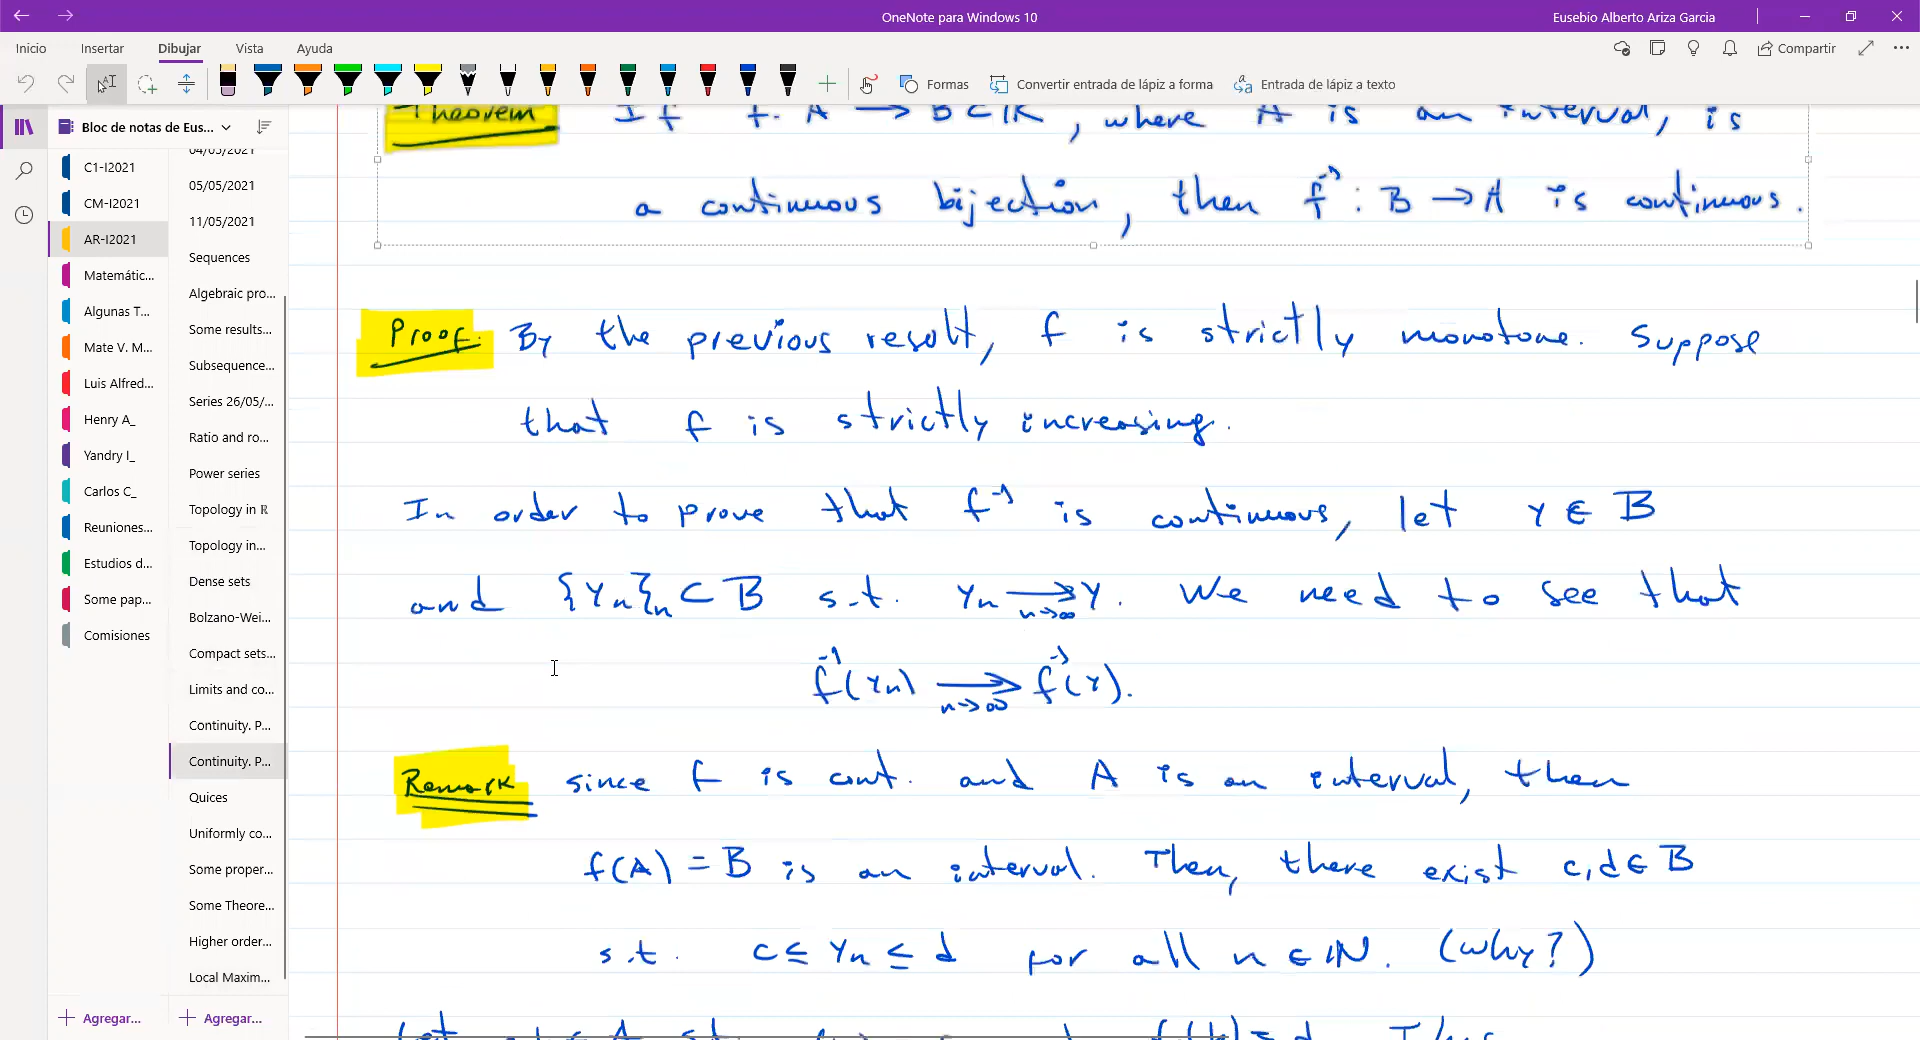 OneNote para Windows 10
Eusebio Alberto Ariza Garcia
Inicio
Insertar
Dibujar
Vista
Ayuda
Compartir
Formas
Convertir entrada de lápiz a forma
Entrada de lápiz a texto
Bloc de notas de Eus...
C1-I2021
CM-I2021
AR-I2021
Matemátic...
Algunas T...
Mate V. M...
Luis Alfred...
Henry A_
Yandry I_
Carlos C_
Reuniones...
Estudios d...
Some pap...
Comisiones
Agregar...
04/05/2021
05/05/2021
11/05/2021
Sequences
Algebraic pro...
Some results...
Subsequence...
Series 26/05/...
Ratio and ro...
Power series
Topology in ℝ
Topology in...
Dense sets
Bolzano-Wei...
Compact sets...
Limits and co...
Continuity. P...
Continuity. P...
Quices
Uniformly co...
Some proper...
Some Theore...
Higher order...
Local Maxim...
Agregar...
Theorem If f: A → B ⊂ ℝ, where A is an interval, is
a continuous bijection, then f⁻¹: B → A is continuous.
Proof. By the previous result, f is strictly monotone. Suppose
that f is strictly increasing.
In order to prove that f⁻¹ is continuous, let y ∈ B
and {yn}n ⊂ B s.t. yn → y. We need to see that
n→∞
f⁻¹(yn) → f⁻¹(y).
n→∞
Remark since f is cont. and A is an interval, then
f(A) = B is an interval. Then, there exist c,d ∈ B
s.t. c ≤ yn ≤ d for all n ∈ ℕ. (why?)